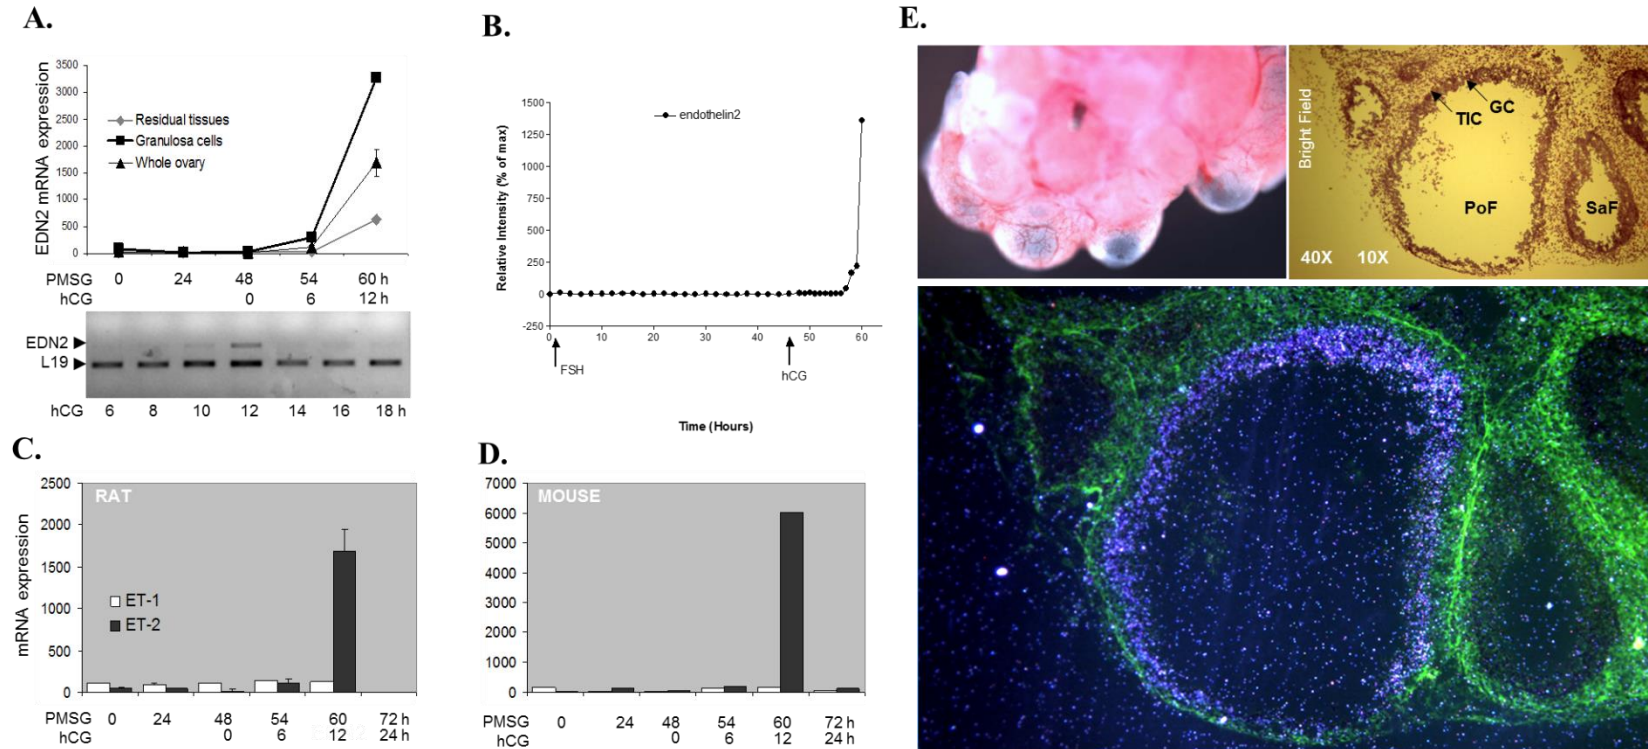 A.
EDN2 mRNA expression
3500
3000
2500
2000
1500
1000
500
0
Residual tissues
Granulosa cells
Whole ovary
PMSG 0 24 48 54 60 h
hCG 0 6 12 h
EDN2
L19
hCG 6 8 10 12 14 16 18 h
B.
Relative Intensity (% of max)
1500
1250
1000
750
500
250
0
-250
endothelin2
0 10 20 30 40 50 60
FSH
hCG
Time (Hours)
C.
mRNA expression
2500
2000
1500
1000
500
0
RAT
ET-1
ET-2
PMSG 0 24 48 54 60 72 h
hCG 0 6 12 24 h
D.
7000
6000
5000
4000
3000
2000
1000
0
MOUSE
PMSG 0 24 48 54 60 72 h
hCG 0 6 12 24 h
E.
Bright Field
TIC
GC
PoF
SaF
40X 10X